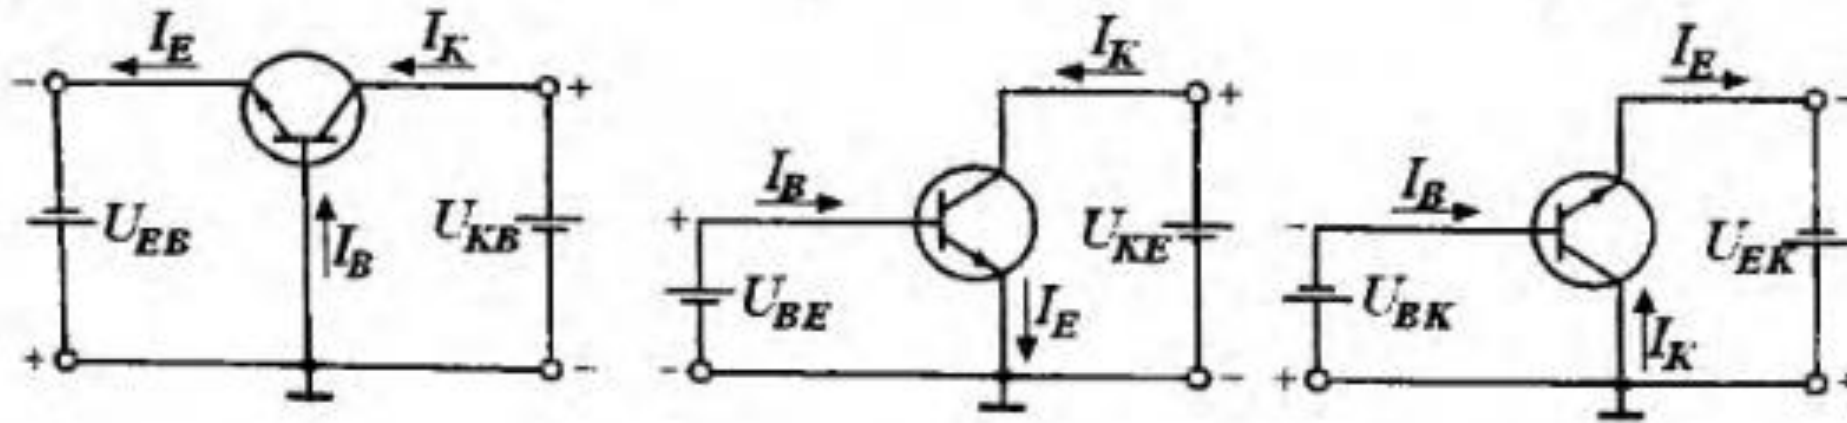 I_E I_K
- +
U_EB I_B U_KB
+ -
I_K
+
I_B
+
U_BE I_E U_KE
- -
I_E
-
I_B
-
U_BK I_K U_EK
+ +